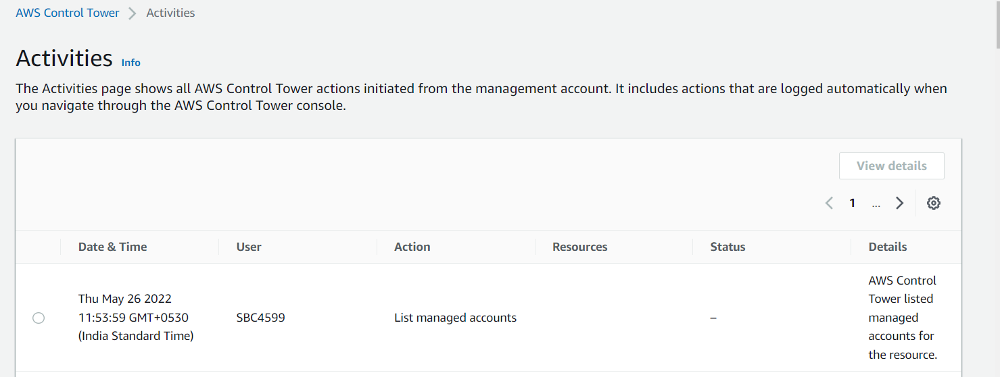 AWS Control Tower > Activities
Activities Info
The Activities page shows all AWS Control Tower actions initiated from the management account. It includes actions that are logged automatically when
you navigate through the AWS Control Tower console.
View details
< 1 ... >
Date & Time User Action Resources Status Details
Thu May 26 2022
11:53:59 GMT+0530
(India Standard Time)
SBC4599
List managed accounts
–
AWS Control
Tower listed
managed
accounts for
the resource.